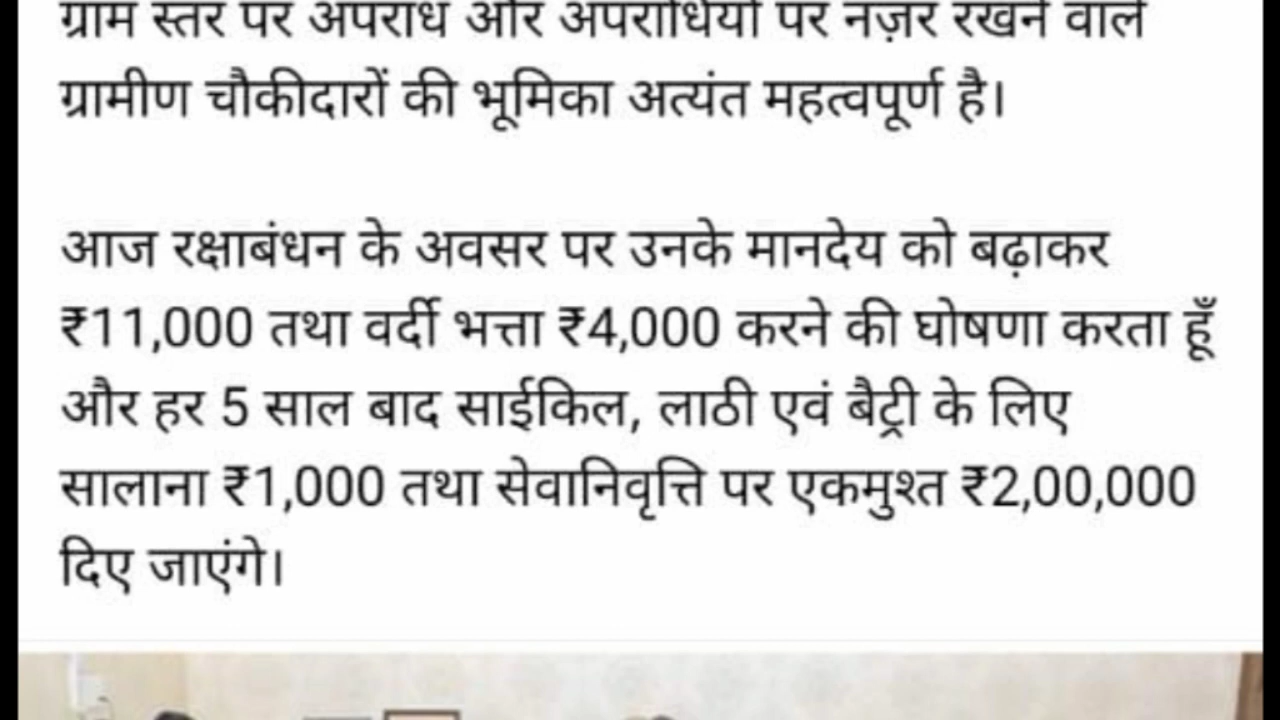 ग्राम स्तर पर अपराध और अपराधियों पर नज़र रखने वाले
ग्रामीण चौकीदारों की भूमिका अत्यंत महत्वपूर्ण है।
आज रक्षाबंधन के अवसर पर उनके मानदेय को बढ़ाकर
₹11,000 तथा वर्दी भत्ता ₹4,000 करने की घोषणा करता हूँ
और हर 5 साल बाद साईकिल, लाठी एवं बैट्री के लिए
सालाना ₹1,000 तथा सेवानिवृत्ति पर एकमुश्त ₹2,00,000
दिए जाएंगे।